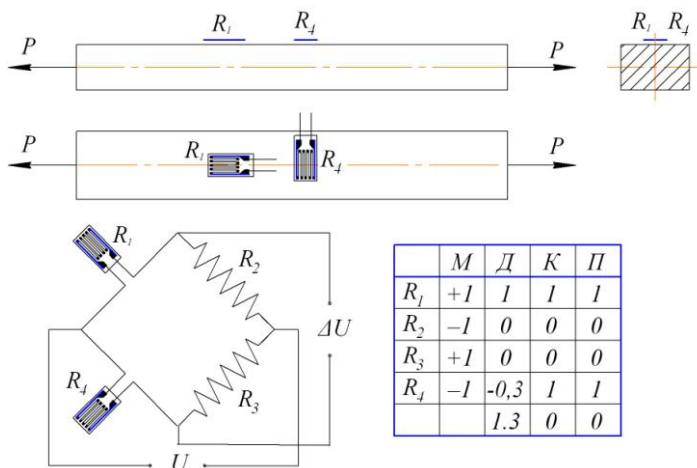 R₁ R₄ R₁ R₄
P P
P R₁ R₄ P
R₁
R₂
ΔU
R₄
R₃
U
М Д К П
R₁ +1 1 1 1
R₂ –1 0 0 0
R₃ +1 0 0 0
R₄ –1 -0,3 1 1
1.3 0 0